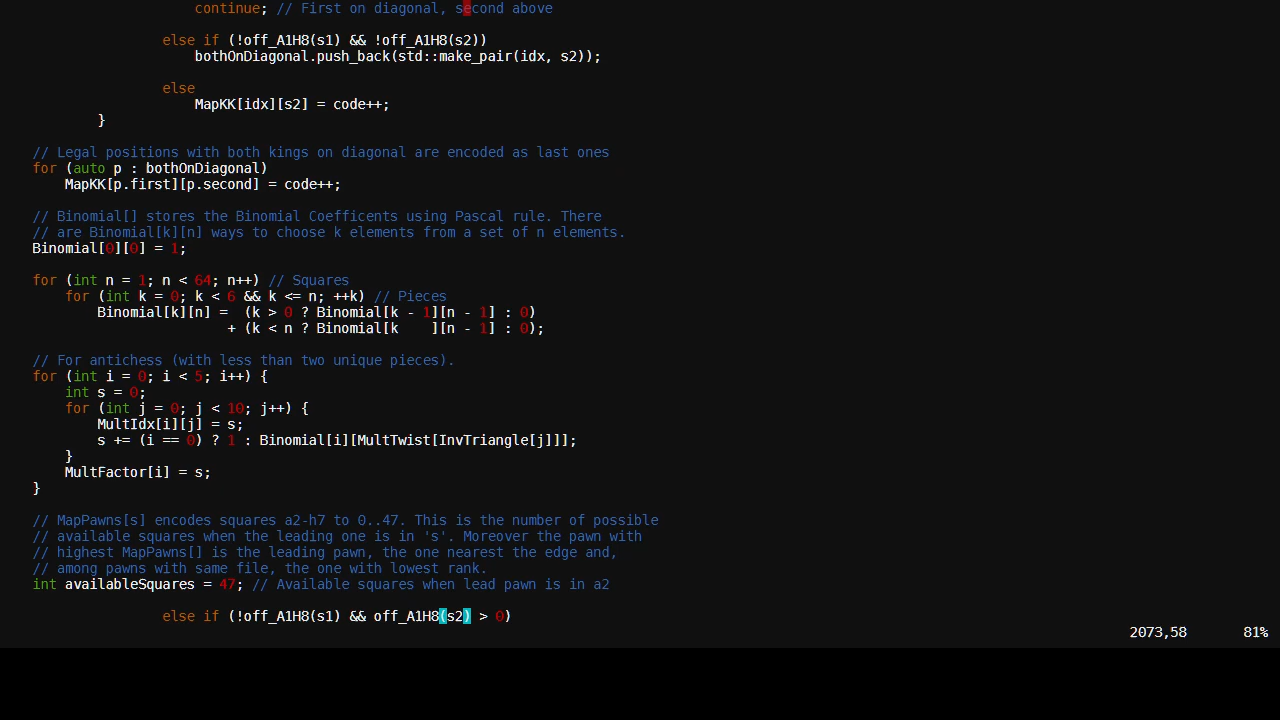 continue; // First on diagonal, second above
else if (!off_A1H8(s1) && !off_A1H8(s2))
bothOnDiagonal.push_back(std::make_pair(idx, s2));
else
MapKK[idx][s2] = code++;
}
// Legal positions with both kings on diagonal are encoded as last ones
for (auto p : bothOnDiagonal)
MapKK[p.first][p.second] = code++;
// Binomial[] stores the Binomial Coefficents using Pascal rule. There
// are Binomial[k][n] ways to choose k elements from a set of n elements.
Binomial[0][0] = 1;
for (int n = 1; n < 64; n++) // Squares
for (int k = 0; k < 6 && k <= n; ++k) // Pieces
Binomial[k][n] =  (k > 0 ? Binomial[k - 1][n - 1] : 0)
+ (k < n ? Binomial[k    ][n - 1] : 0);
// For antichess (with less than two unique pieces).
for (int i = 0; i < 5; i++) {
int s = 0;
for (int j = 0; j < 10; j++) {
MultIdx[i][j] = s;
s += (i == 0) ? 1 : Binomial[i][MultTwist[InvTriangle[j]]];
}
MultFactor[i] = s;
}
// MapPawns[s] encodes squares a2-h7 to 0..47. This is the number of possible
// available squares when the leading one is in 's'. Moreover the pawn with
// highest MapPawns[] is the leading pawn, the one nearest the edge and,
// among pawns with same file, the one with lowest rank.
int availableSquares = 47; // Available squares when lead pawn is in a2
else if (!off_A1H8(s1) && off_A1H8(s2) > 0)
2073,58 81%